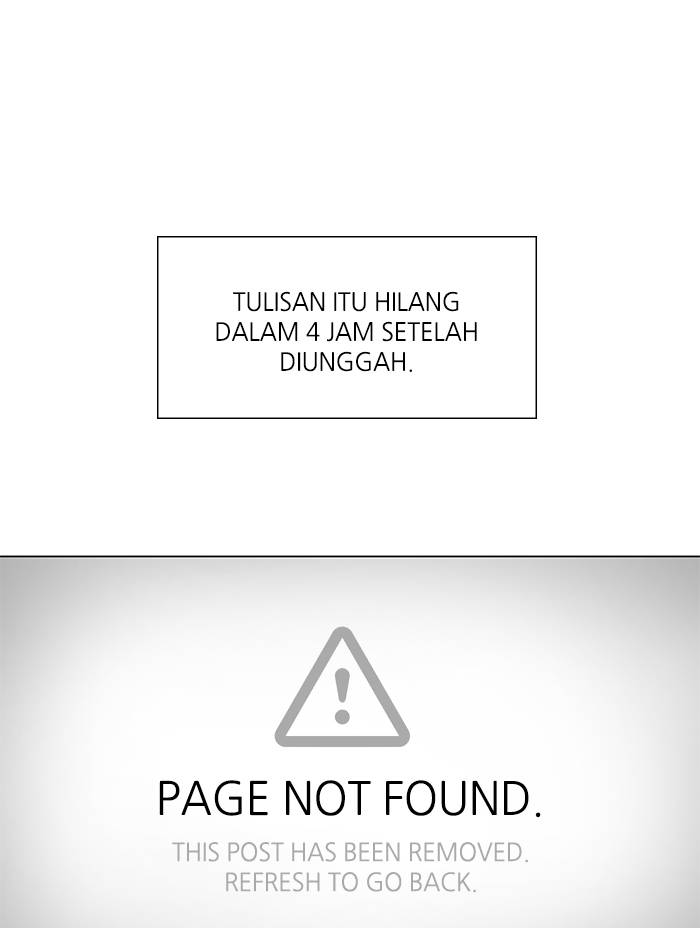 TULISAN ITU HILANG
DALAM 4 JAM SETELAH
DIUNGGAH.
PAGE NOT FOUND.
THIS POST HAS BEEN REMOVED.
REFRESH TO GO BACK.